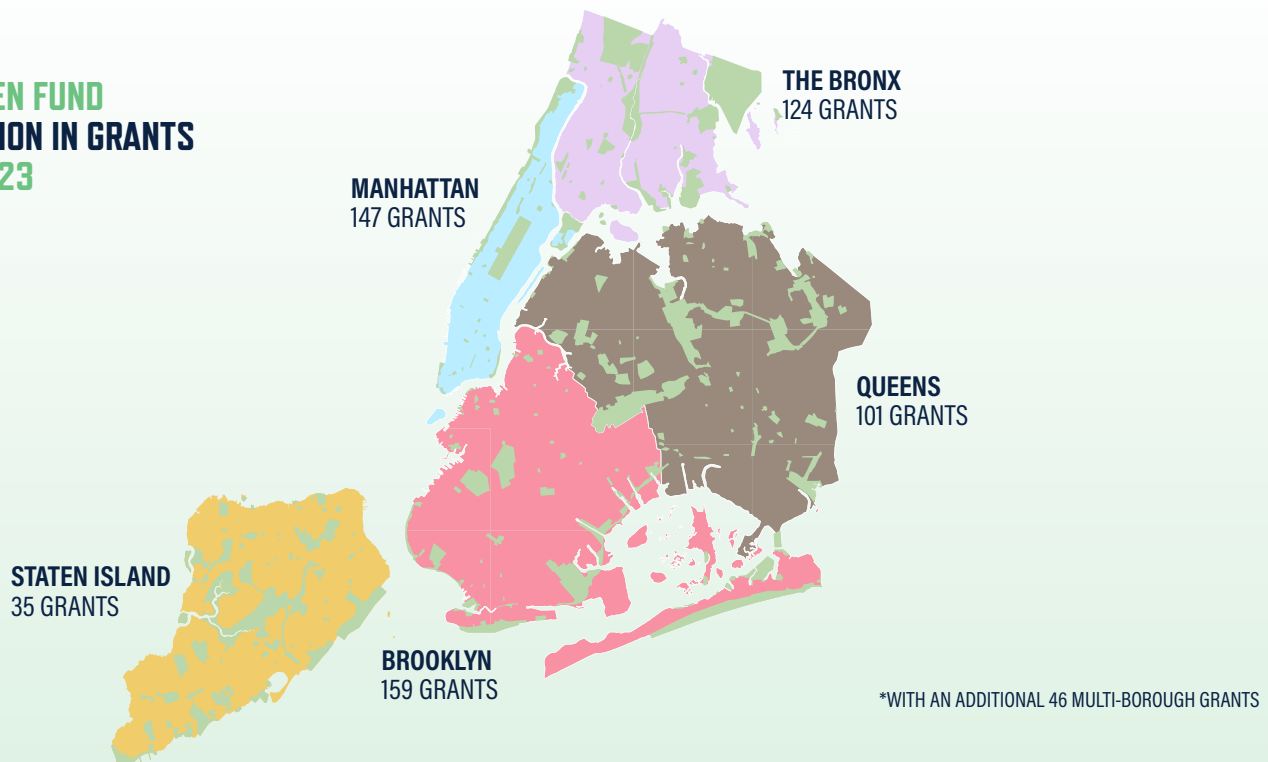 EN FUND
ION IN GRANTS
23
THE BRONX
124 GRANTS
MANHATTAN
147 GRANTS
QUEENS
101 GRANTS
STATEN ISLAND
35 GRANTS
BROOKLYN
159 GRANTS
*WITH AN ADDITIONAL 46 MULTI-BOROUGH GRANTS